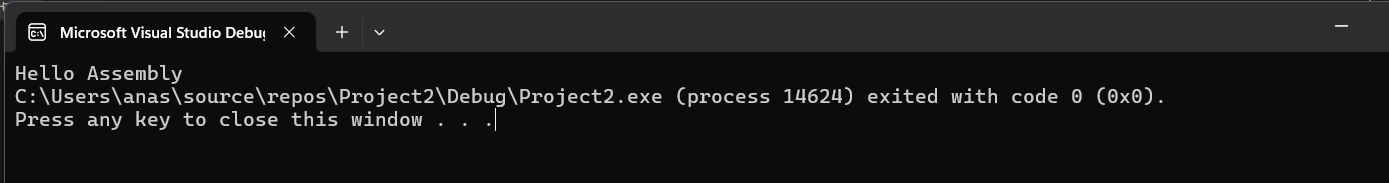 Microsoft Visual Studio Debu
Hello Assembly
C:\Users\anas\source\repos\Project2\Debug\Project2.exe (process 14624) exited with code 0 (0x0).
Press any key to close this window . . .